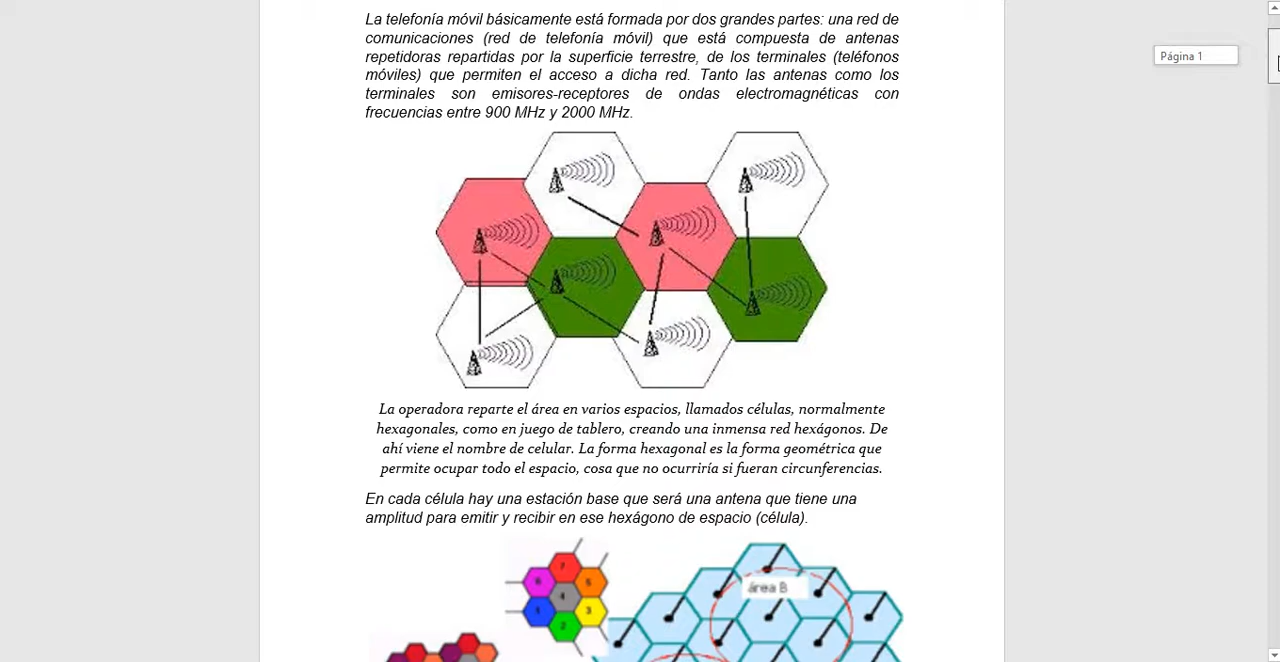 La telefonía móvil básicamente está formada por dos grandes partes: una red de
comunicaciones (red de telefonía móvil) que está compuesta de antenas
repetidoras repartidas por la superficie terrestre, de los terminales (teléfonos
móviles) que permiten el acceso a dicha red. Tanto las antenas como los
terminales son emisores-receptores de ondas electromagnéticas con
frecuencias entre 900 MHz y 2000 MHz.
Página 1
La operadora reparte el área en varios espacios, llamados células, normalmente
hexagonales, como en juego de tablero, creando una inmensa red hexágonos. De
ahí viene el nombre de celular. La forma hexagonal es la forma geométrica que
permite ocupar todo el espacio, cosa que no ocurriría si fueran circunferencias.
En cada célula hay una estación base que será una antena que tiene una
amplitud para emitir y recibir en ese hexágono de espacio (célula).
7
6
5
4
1
3
2
área B